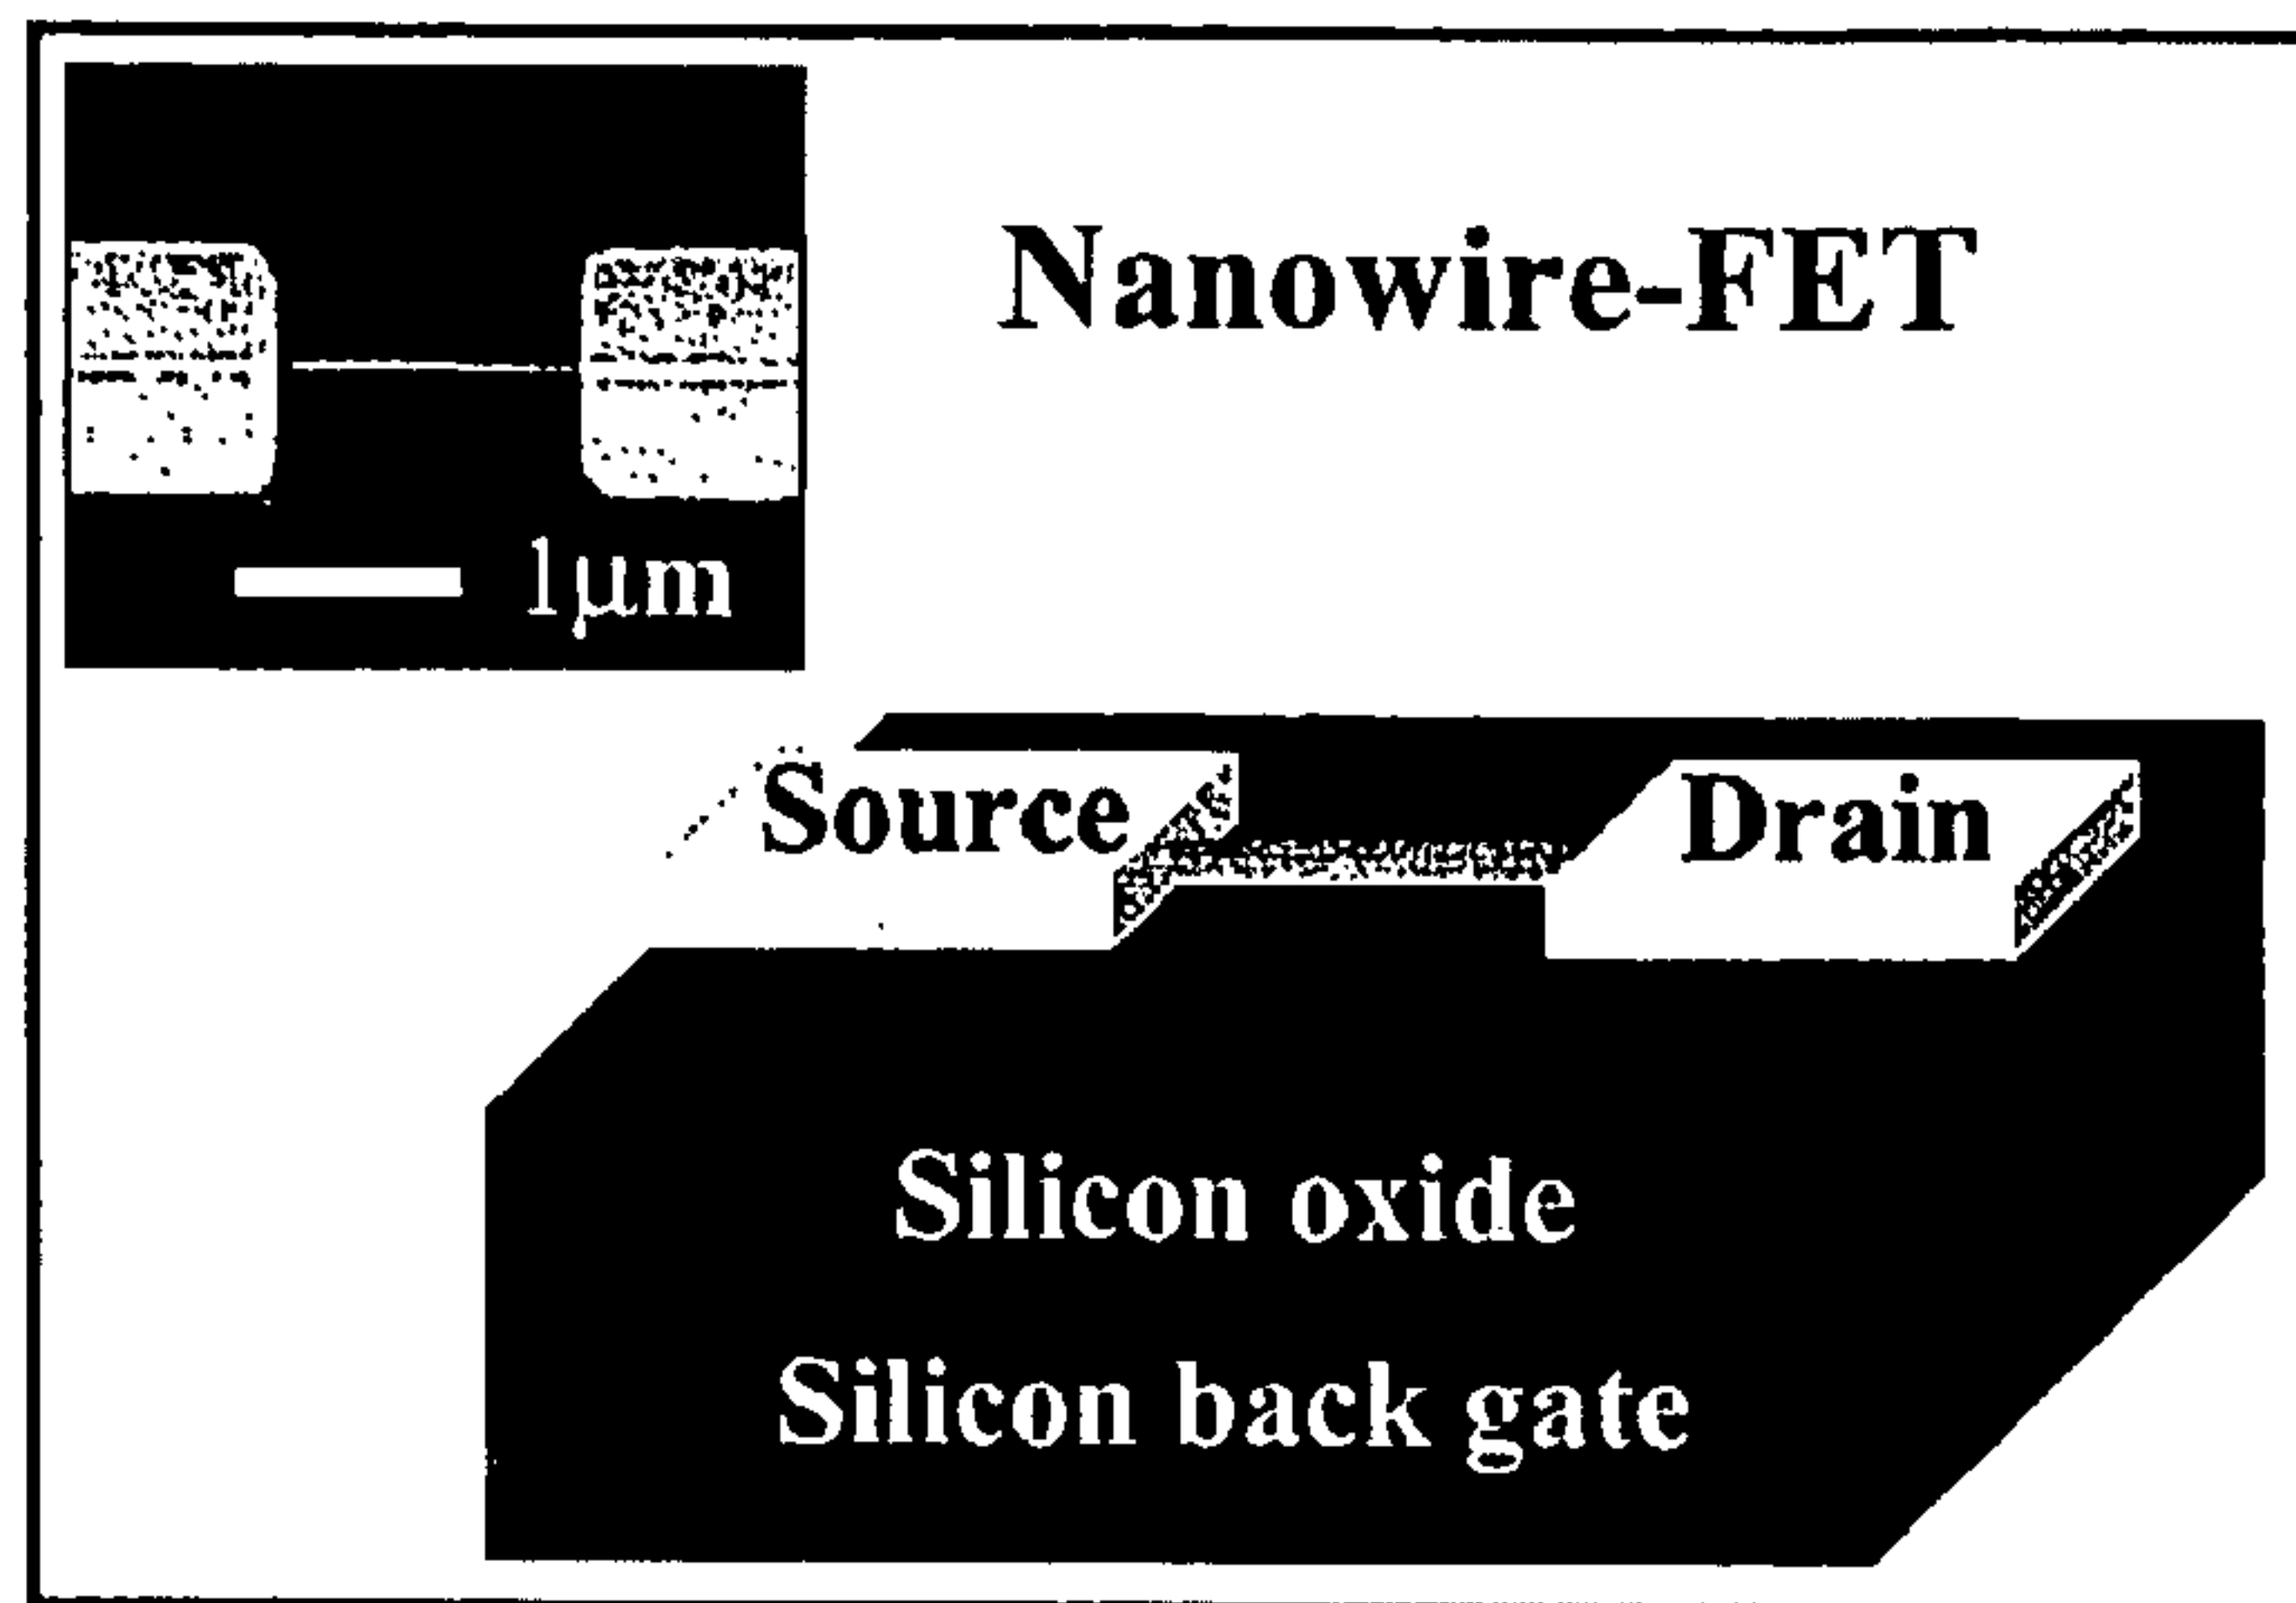 Nanowire-FET
1µm
Source
Drain
Silicon oxide
Silicon back gate